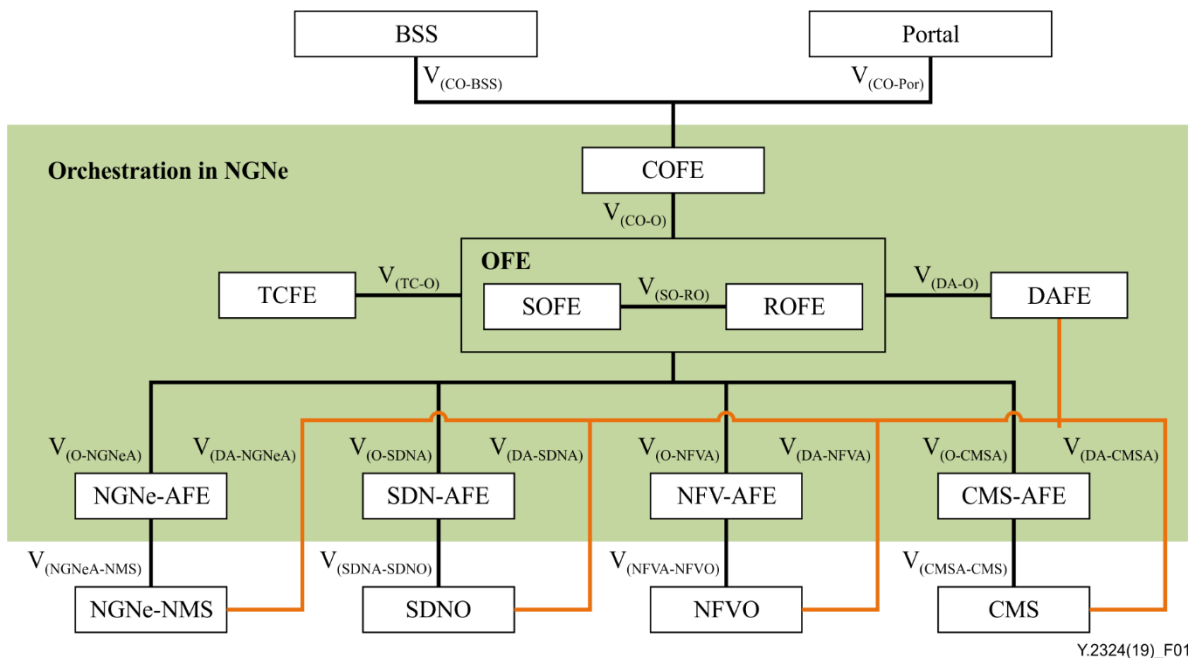 BSS
Portal
V(CO-BSS)
V(CO-Por)
Orchestration in NGNe
COFE
V(CO-O)
OFE
V(TC-O)
V(SO-RO)
V(DA-O)
TCFE
SOFE
ROFE
DAFE
V(O-NGNeA)
V(DA-NGNeA)
V(O-SDNA)
V(DA-SDNA)
V(O-NFVA)
V(DA-NFVA)
V(O-CMSA)
V(DA-CMSA)
NGNe-AFE
SDN-AFE
NFV-AFE
CMS-AFE
V(NGNeA-NMS)
V(SDNA-SDNO)
V(NFVA-NFVO)
V(CMSA-CMS)
NGNe-NMS
SDNO
NFVO
CMS
Y.2324(19)_F01